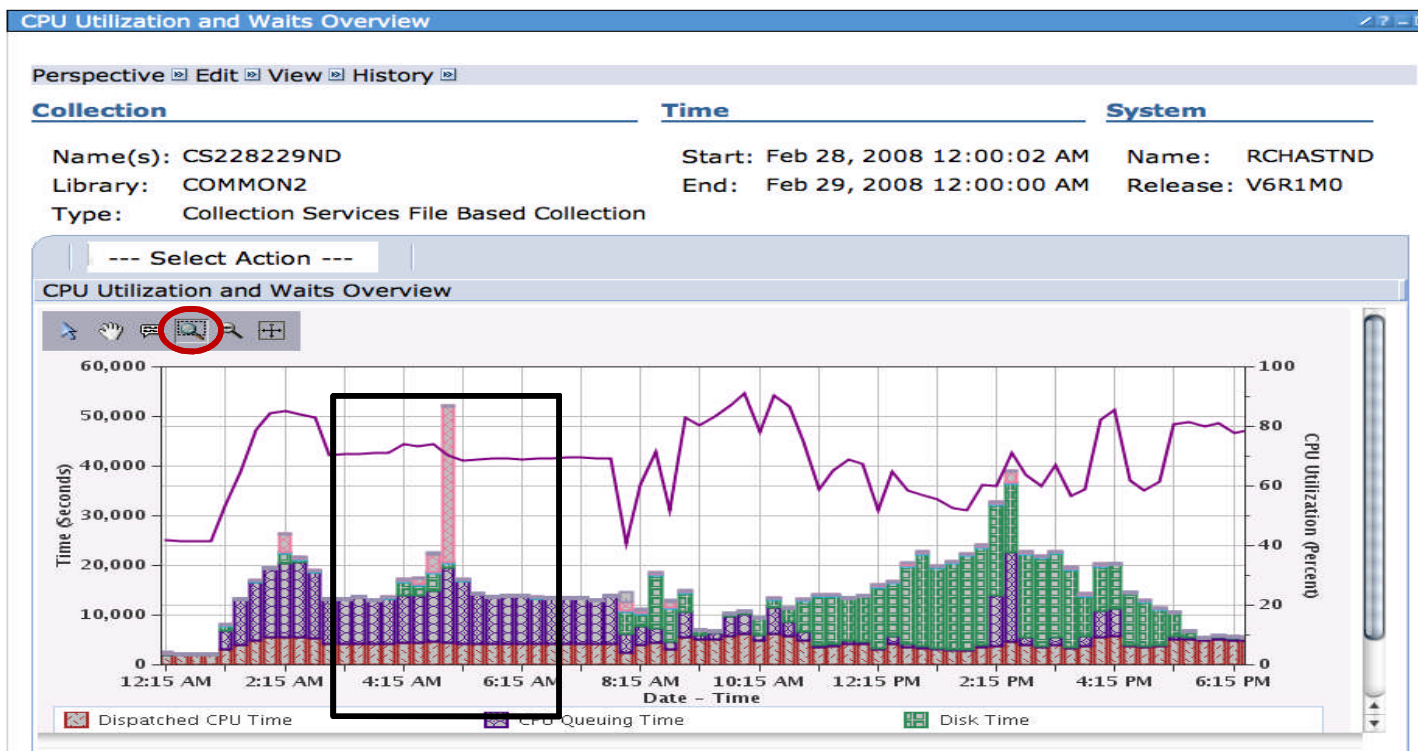 CPU Utilization and Waits Overview
Perspective Edit View History
Collection Time System
Name(s): CS228229ND Start: Feb 28, 2008 12:00:02 AM Name: RCHASTND
Library: COMMON2 End: Feb 29, 2008 12:00:00 AM Release: V6R1M0
Type: Collection Services File Based Collection
--- Select Action ---
CPU Utilization and Waits Overview
60,000 100
50,000
80
40,000
60
30,000
40
20,000
20
10,000
0 0
Time (Seconds)
CPU Utilization (Percent)
12:15 AM 2:15 AM 4:15 AM 6:15 AM 8:15 AM 10:15 AM 12:15 PM 2:15 PM 4:15 PM 6:15 PM
Date - Time
Dispatched CPU Time CPU Queuing Time Disk Time